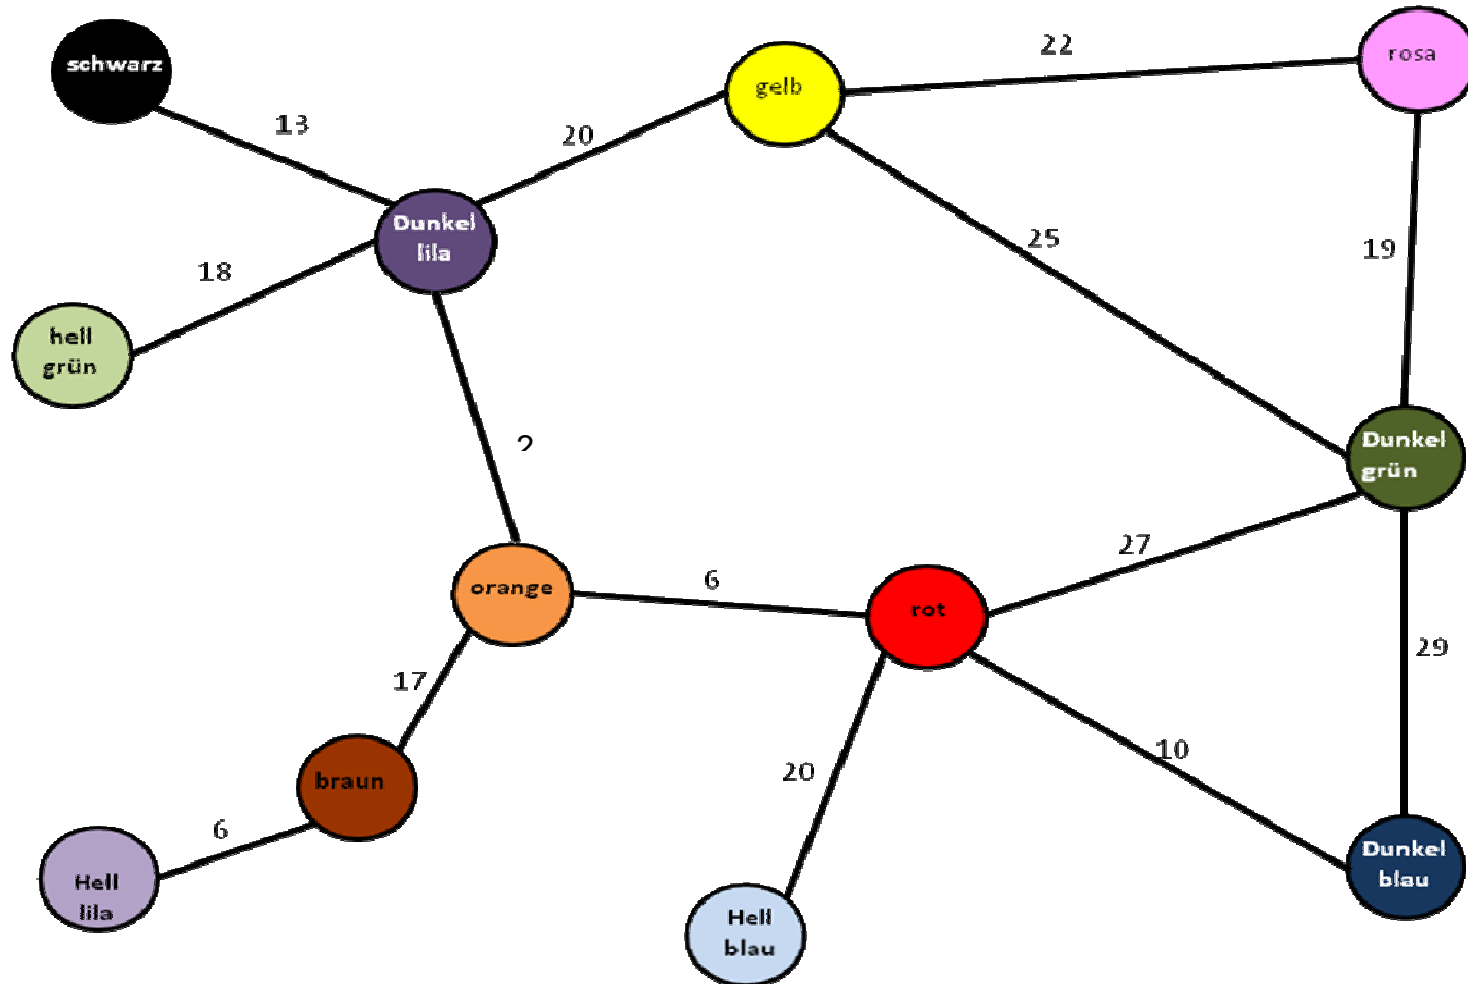 schwarz
13
20
gelb
22
rosa
Dunkel
lila
18
hell
grün
25
19
2
Dunkel
grün
orange
6
rot
27
29
17
braun
20
10
6
Hell
lila
Hell
blau
Dunkel
blau